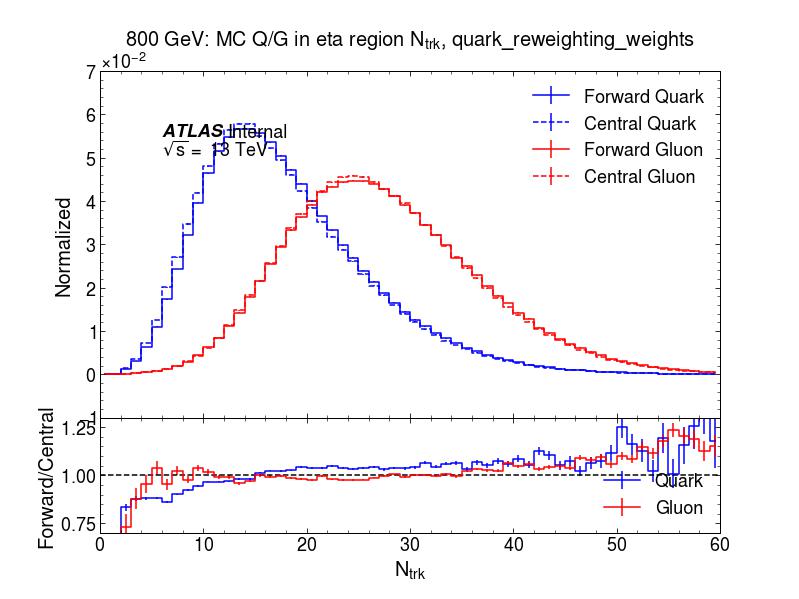 800 GeV: MC Q/G in eta region N_trk, quark_reweighting_weights
×10⁻²
7
6
5
4
3
2
1
0
−1
Normalized
ATLAS Internal
√s = 13 TeV
Forward Quark
Central Quark
Forward Gluon
Central Gluon
1.25
1.00
0.75
Forward/Central
Quark
Gluon
0 10 20 30 40 50 60
N_trk